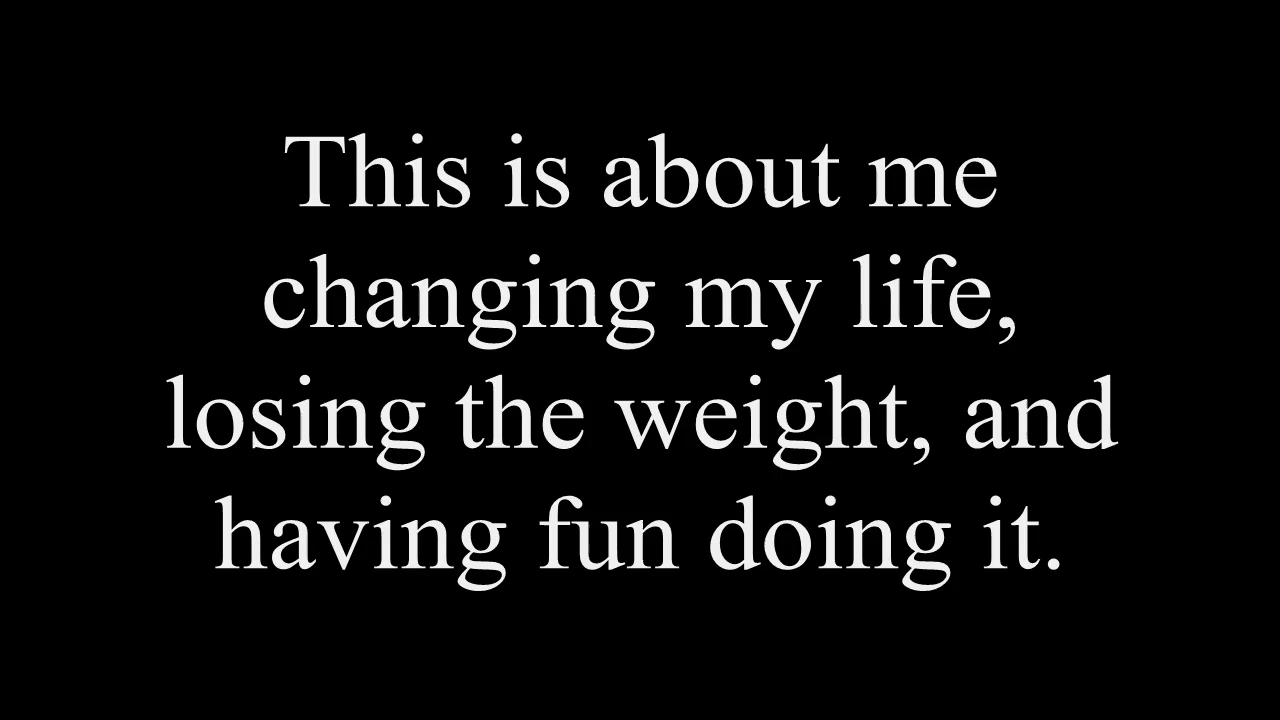 This is about me
changing my life,
losing the weight, and
having fun doing it.